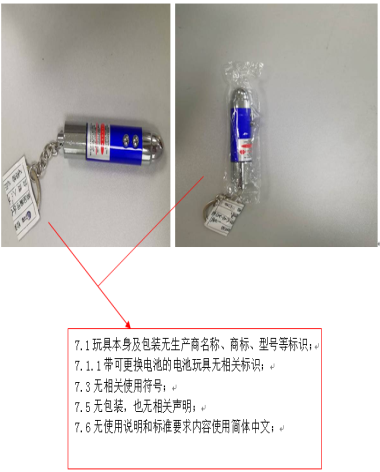 7.1 玩具本身及包装无生产商名称、商标、型号等标识；
7.1.1 带可更换电池的电池玩具无相关标识；
7.3 无相关使用符号；
7.5 无包装，也无相关声明；
7.6 无使用说明和标准要求内容使用简体中文；